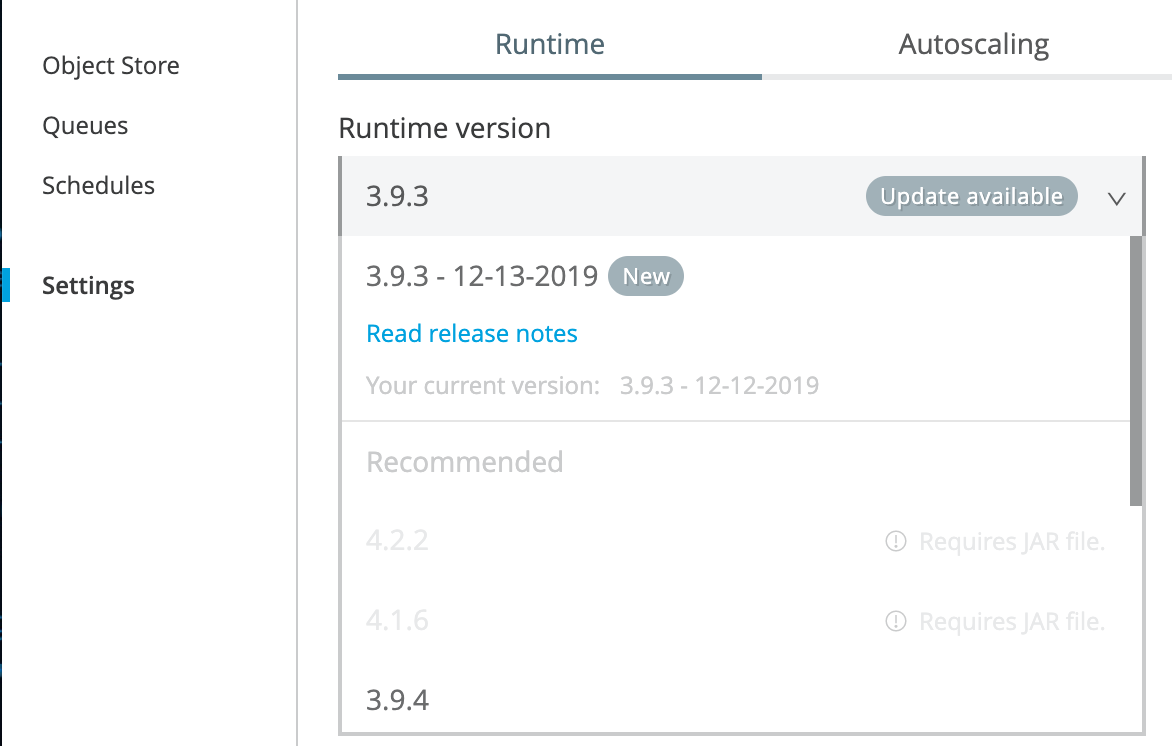 Object Store
Queues
Schedules
Settings
Runtime
Autoscaling
Runtime version
3.9.3 Update available
3.9.3 - 12-13-2019 New
Read release notes
Your current version: 3.9.3 - 12-12-2019
Recommended
4.2.2 Requires JAR file.
4.1.6 Requires JAR file.
3.9.4